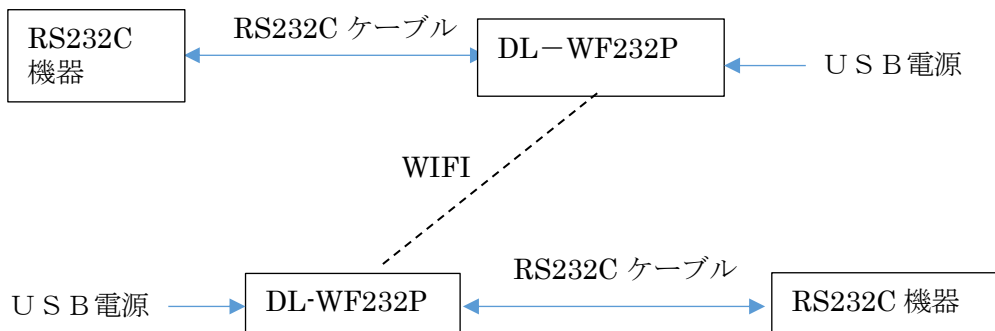 RS232C
機器
RS232C ケーブル
DL－WF232P
ＵＳＢ電源
WIFI
ＵＳＢ電源
DL-WF232P
RS232C ケーブル
RS232C 機器